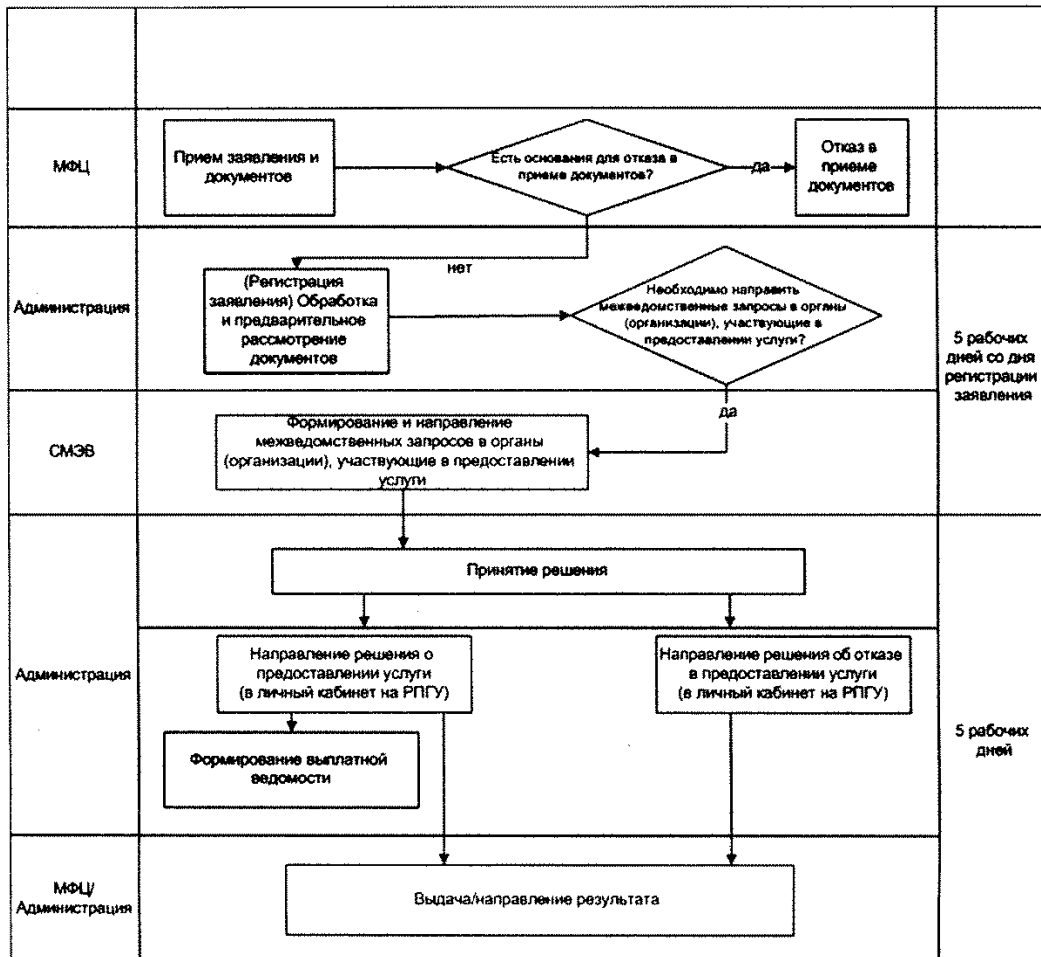 МФЦ
Прием заявления и
документов
Есть основания для отказа в
приеме документов?
да
Отказ в
приеме
документов
нет
Администрация
(Регистрация
заявления) Обработка
и предварительное
рассмотрение
документов
Необходимо направить
межведомственные запросы в органы
(организации), участвующие в
предоставлении услуги?
5 рабочих
дней со дня
регистрации
заявления
да
СМЭВ
Формирование и направление
межведомственных запросов в органы
(организации), участвующие в предоставлении
услуги
Принятие решения
Администрация
Направление решения о
предоставлении услуги
(в личный кабинет на РПГУ)
Направление решения об отказе
в предоставлении услуги
(в личный кабинет на РПГУ)
5 рабочих
дней
Формирование выплатной
ведомости
МФЦ/
Администрация
Выдача/направление результата